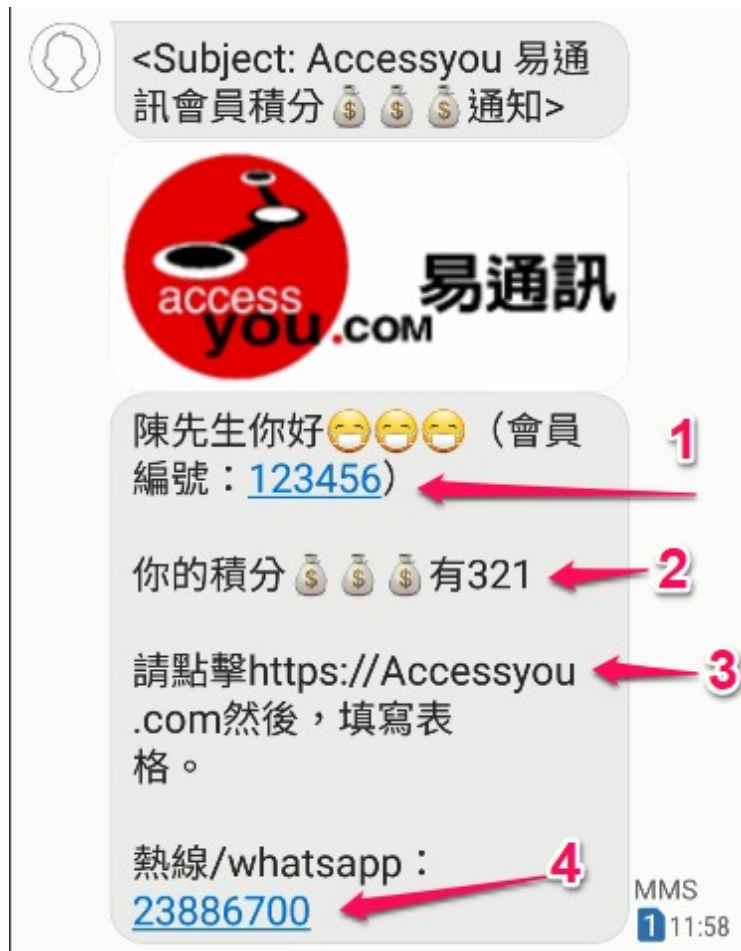 <Subject: Accessyou 易通
訊會員積分💰💰💰通知>
access
you.COM
易通訊
陳先生你好😷😷😷（會員
編號：123456）
1
你的積分💰💰💰有321
2
請點擊https://Accessyou
3
.com然後，填寫表
格。
熱線/whatsapp：
4
23886700
MMS
1 11:58